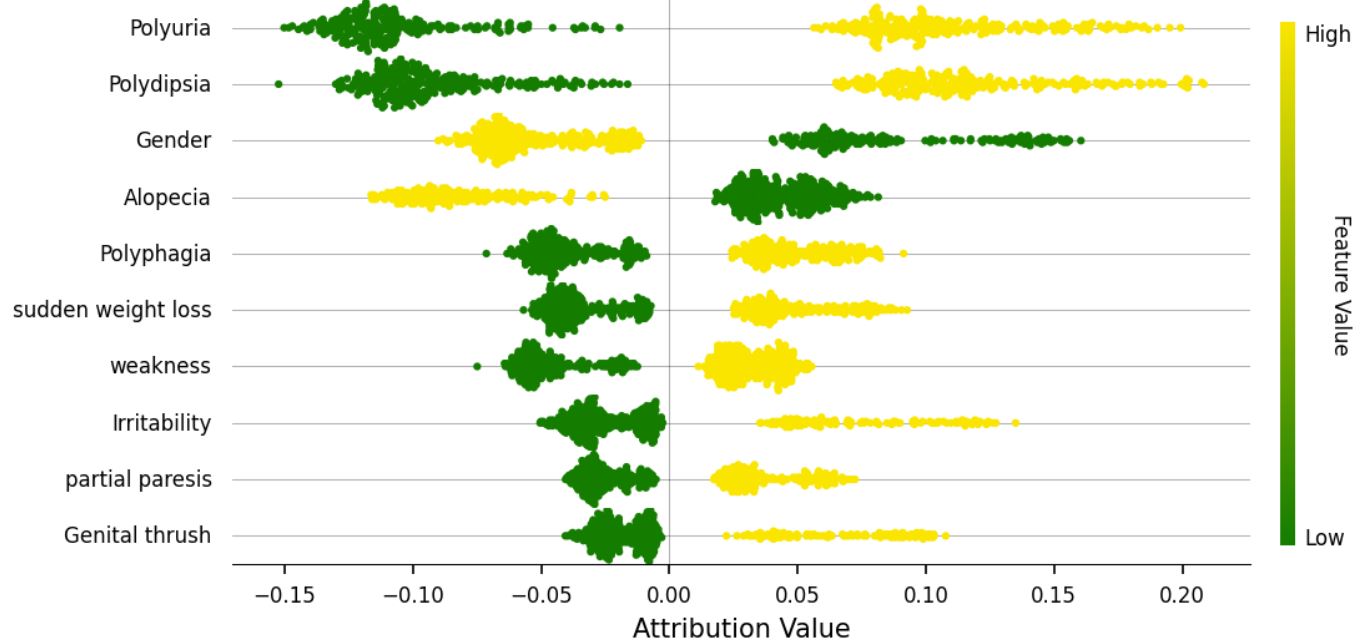 Polyuria
Polydipsia
Gender
Alopecia
Polyphagia
sudden weight loss
weakness
Irritability
partial paresis
Genital thrush
−0.15 −0.10 −0.05 0.00 0.05 0.10 0.15 0.20
Attribution Value
High
Feature Value
Low